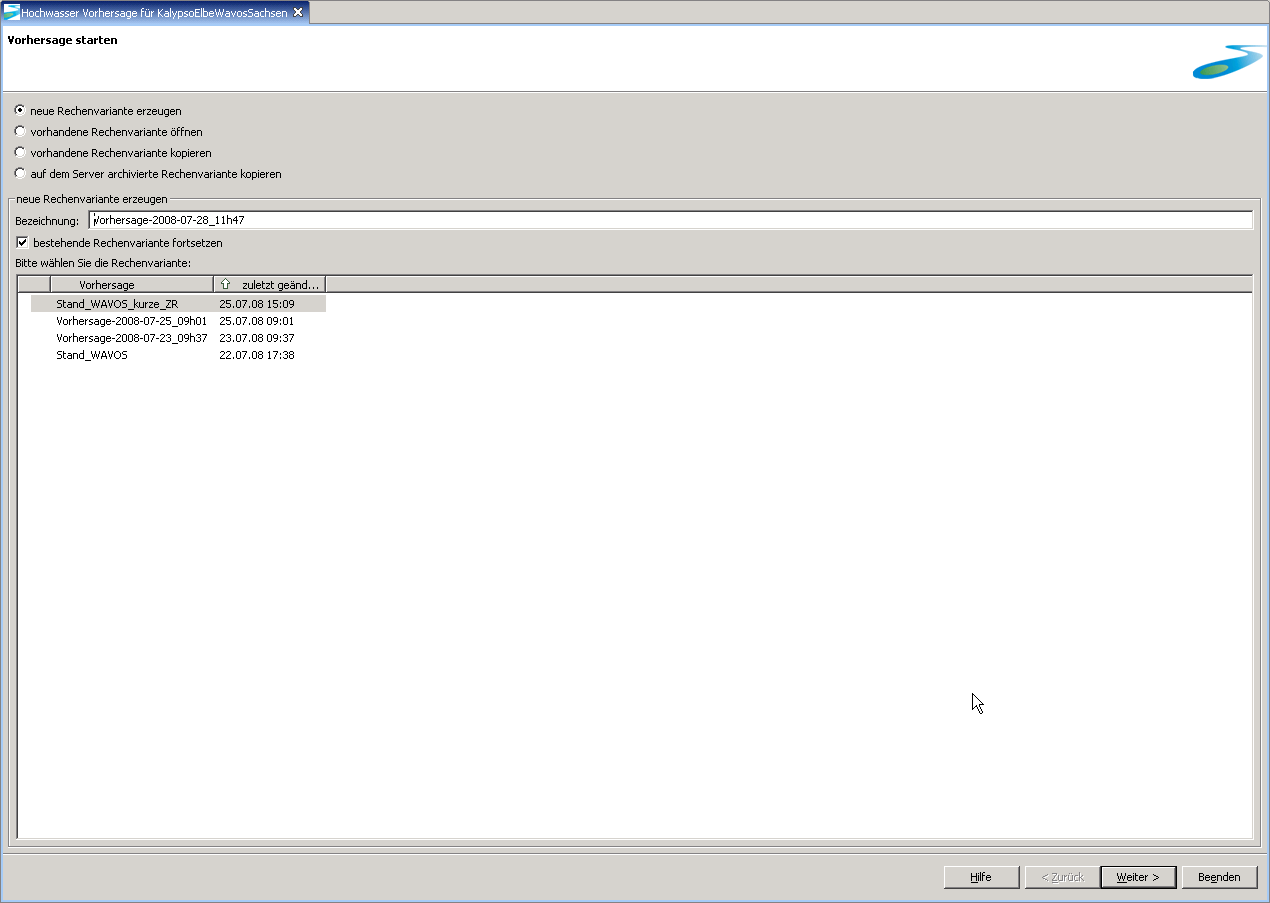 Hochwasser Vorhersage für KalypsoElbeWavosSachsen
Vorhersage starten
neue Rechenvariante erzeugen
vorhandene Rechenvariante öffnen
vorhandene Rechenvariante kopieren
auf dem Server archivierte Rechenvariante kopieren
neue Rechenvariante erzeugen
Bezeichnung: Vorhersage-2008-07-28_11h47
bestehende Rechenvariante fortsetzen
Bitte wählen Sie die Rechenvariante:
Vorhersage zuletzt geänd...
Stand_WAVOS_kurze_ZR 25.07.08 15:09
Vorhersage-2008-07-25_09h01 25.07.08 09:01
Vorhersage-2008-07-23_09h37 23.07.08 09:37
Stand_WAVOS 22.07.08 17:38
Hilfe < Zurück Weiter > Beenden